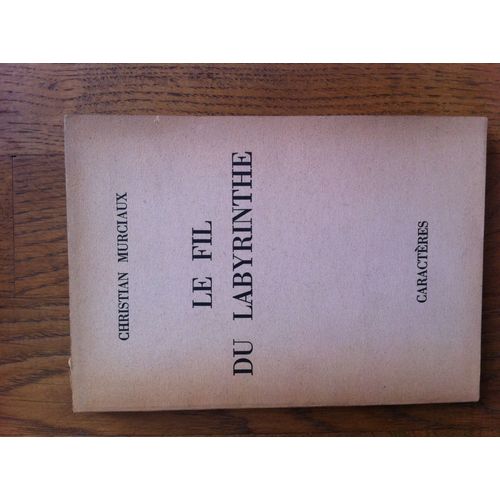 CHRISTIAN MURCIAUX
LE FIL
DU LABYRINTHE
CARACTÈRES